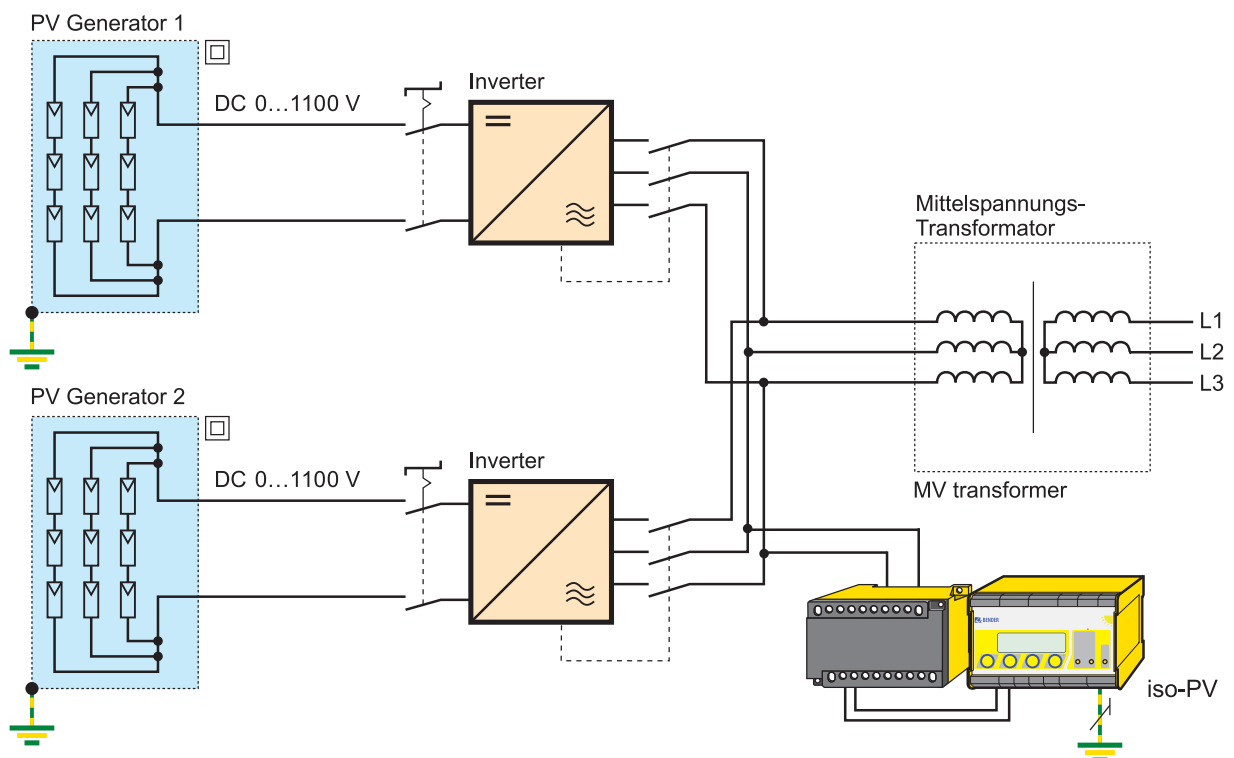 PV Generator 1
DC 0...1100 V
Inverter
Mittelspannungs-
Transformator
L1
L2
L3
MV transformer
PV Generator 2
DC 0...1100 V
Inverter
BENDER
iso-PV